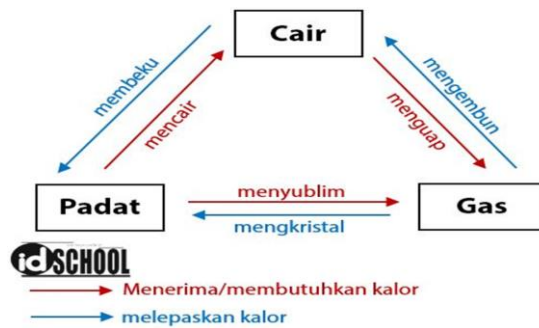 Cair
membeku
mencair
menguap
mengembun
Padat
menyublim
mengkristal
Gas
idSCHOOL
Menerima/membutuhkan kalor
melepaskan kalor